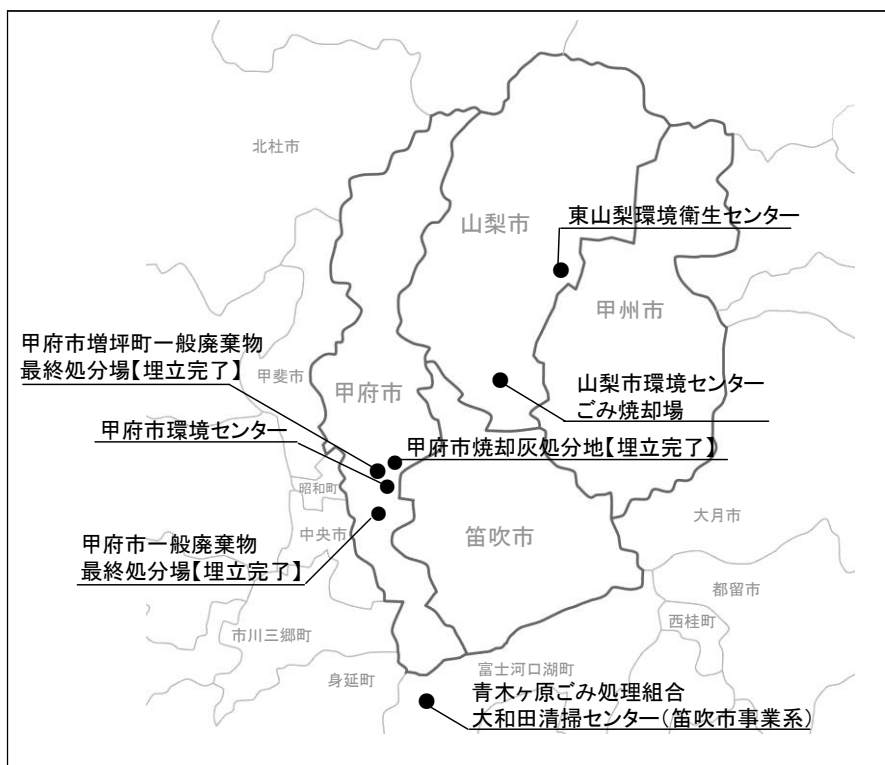 北杜市
山梨市
東山梨環境衛生センター
甲州市
甲府市増坪町一般廃棄物
最終処分場【埋立完了】
甲斐市
甲府市
山梨市環境センター
ごみ焼却場
甲府市環境センター
甲府市焼却灰処分地【埋立完了】
昭和町
中央市
笛吹市
大月市
甲府市一般廃棄物
最終処分場【埋立完了】
都留市
西桂町
市川三郷町
身延町
富士河口湖町
青木ヶ原ごみ処理組合
大和田清掃センター(笛吹市事業系)